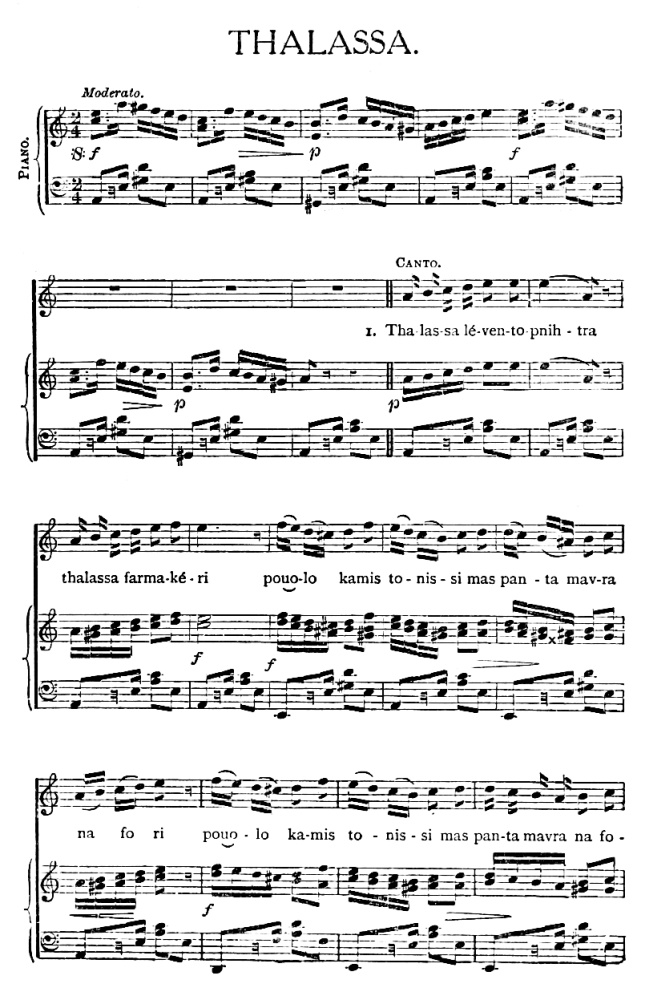 THALASSA.
Moderato.
PIANO.
f p f
CANTO.
1. Tha-las-sa lé-ven-to-pnih - tra
p p
thalassa farma-ké - ri pouo-lo kamis to-nis-si mas pan-ta mav-ra
f f
na fo ri pouo-lo ka-mis to-nis-si mas pan-ta mavra na fo-
f